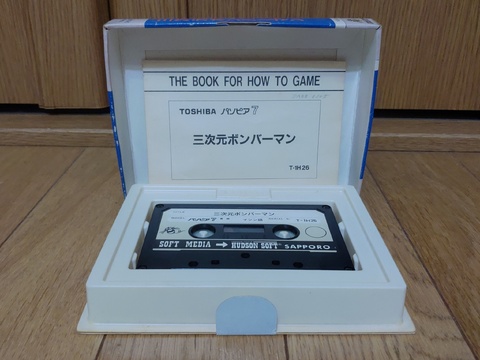 THE BOOK FOR HOW TO GAME
TOSHIBA パソピア7
三次元ボンバーマン
T-IH26
三次元ボンバーマン
パソピア7
T-IH26
SOFT MEDIA → HUDSON SOFT SAPPORO